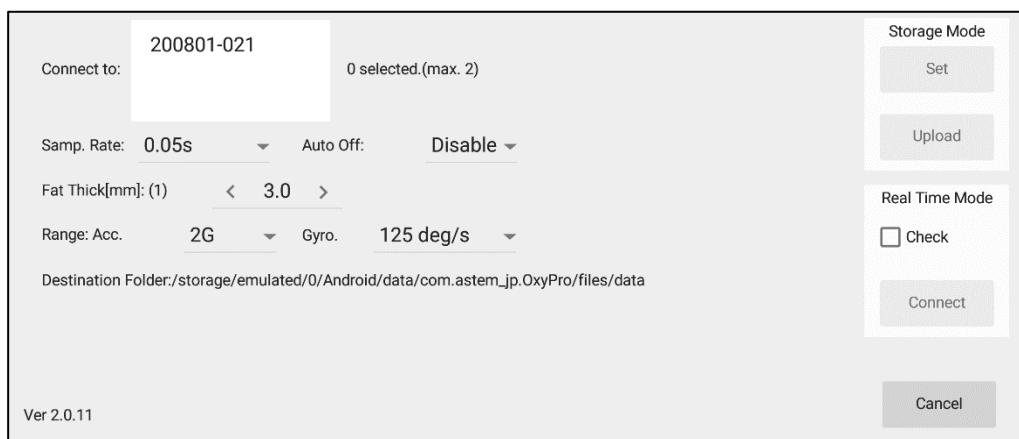 Connect to:
200801-021
0 selected.(max. 2)
Samp. Rate: 0.05s Auto Off: Disable
Fat Thick[mm]: (1) < 3.0 >
Range: Acc. 2G Gyro. 125 deg/s
Destination Folder:/storage/emulated/0/Android/data/com.astem_jp.OxyPro/files/data
Ver 2.0.11
Storage Mode
Set
Upload
Real Time Mode
Check
Connect
Cancel